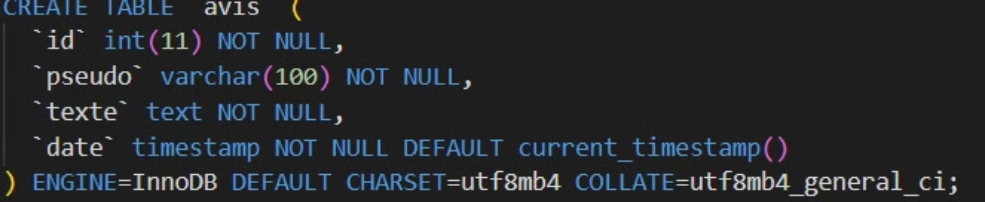 CREATE TABLE `avis` (
`id` int(11) NOT NULL,
`pseudo` varchar(100) NOT NULL,
`texte` text NOT NULL,
`date` timestamp NOT NULL DEFAULT current_timestamp()
) ENGINE=InnoDB DEFAULT CHARSET=utf8mb4 COLLATE=utf8mb4_general_ci;